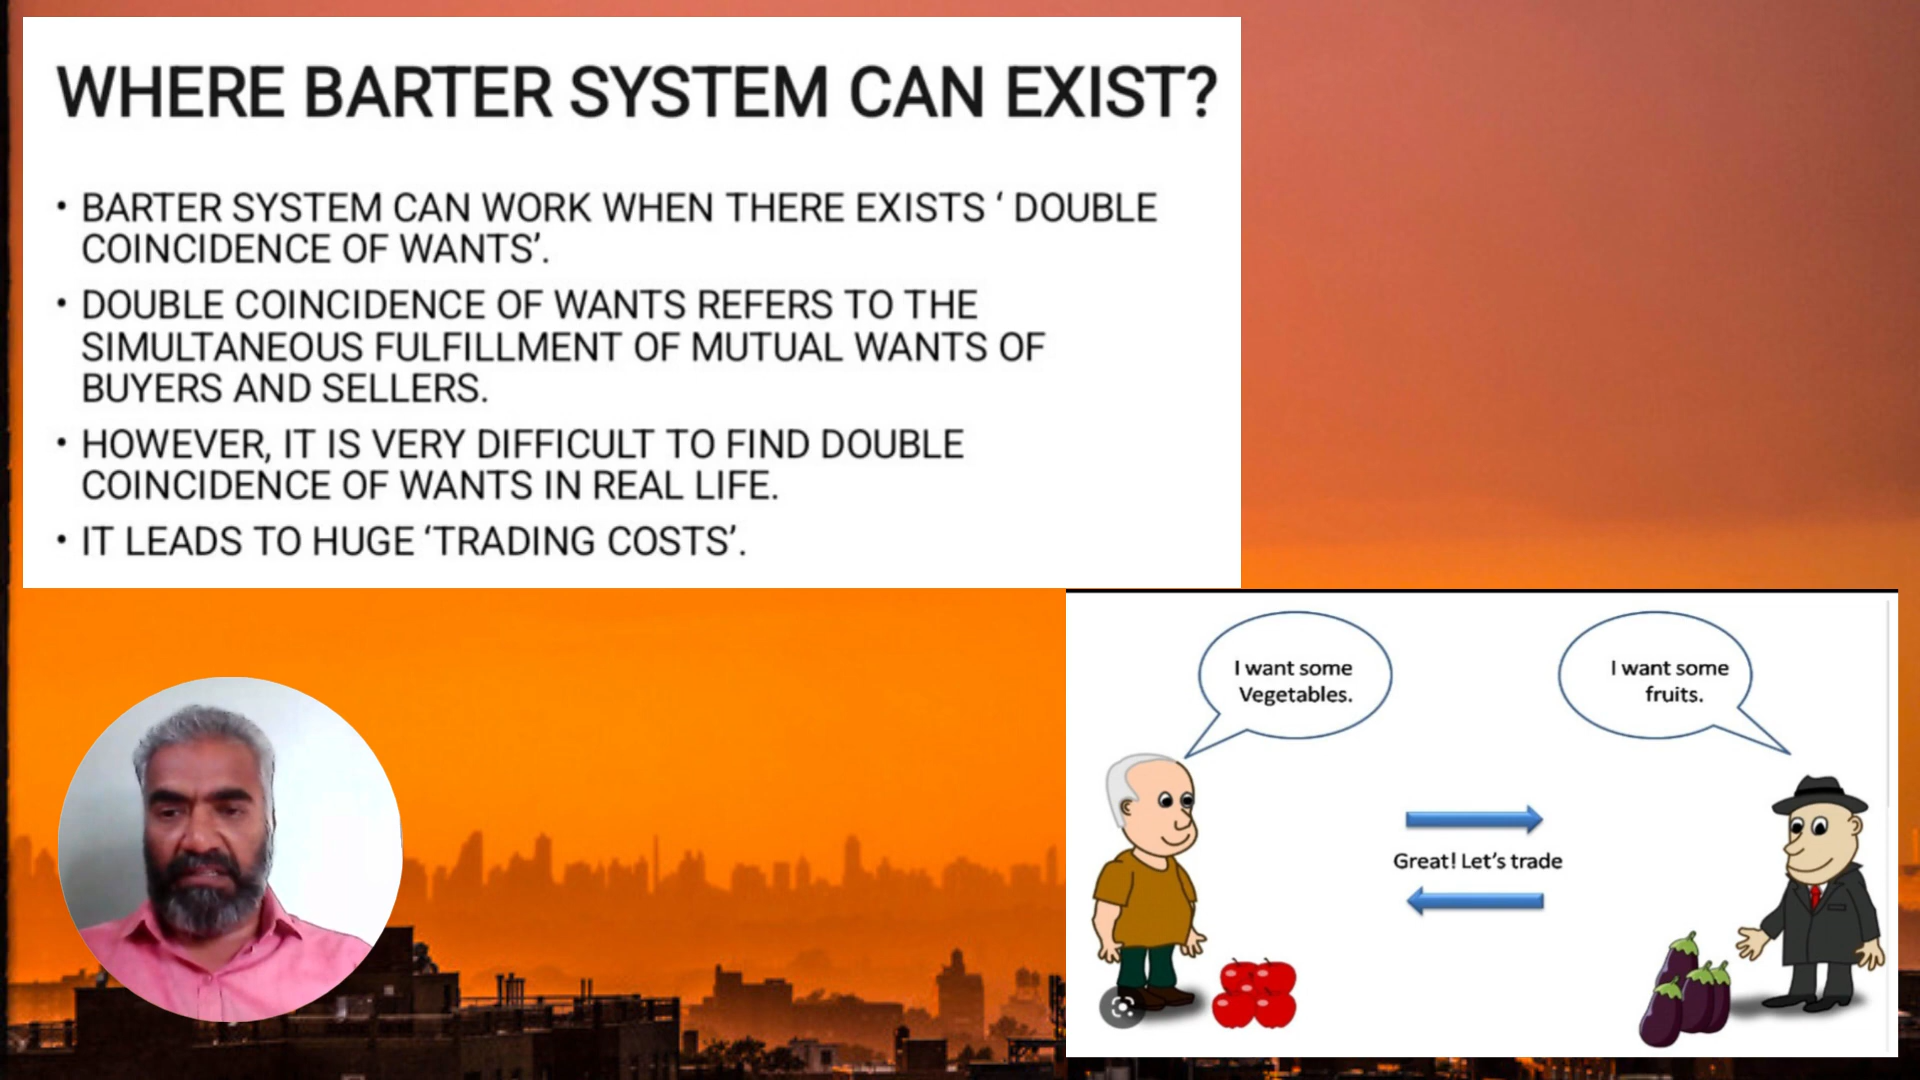 WHERE BARTER SYSTEM CAN EXIST?
• BARTER SYSTEM CAN WORK WHEN THERE EXISTS ‘ DOUBLE
COINCIDENCE OF WANTS’.
• DOUBLE COINCIDENCE OF WANTS REFERS TO THE
SIMULTANEOUS FULFILLMENT OF MUTUAL WANTS OF
BUYERS AND SELLERS.
• HOWEVER, IT IS VERY DIFFICULT TO FIND DOUBLE
COINCIDENCE OF WANTS IN REAL LIFE.
• IT LEADS TO HUGE ‘TRADING COSTS’.
I want some
Vegetables.
I want some
fruits.
Great! Let’s trade